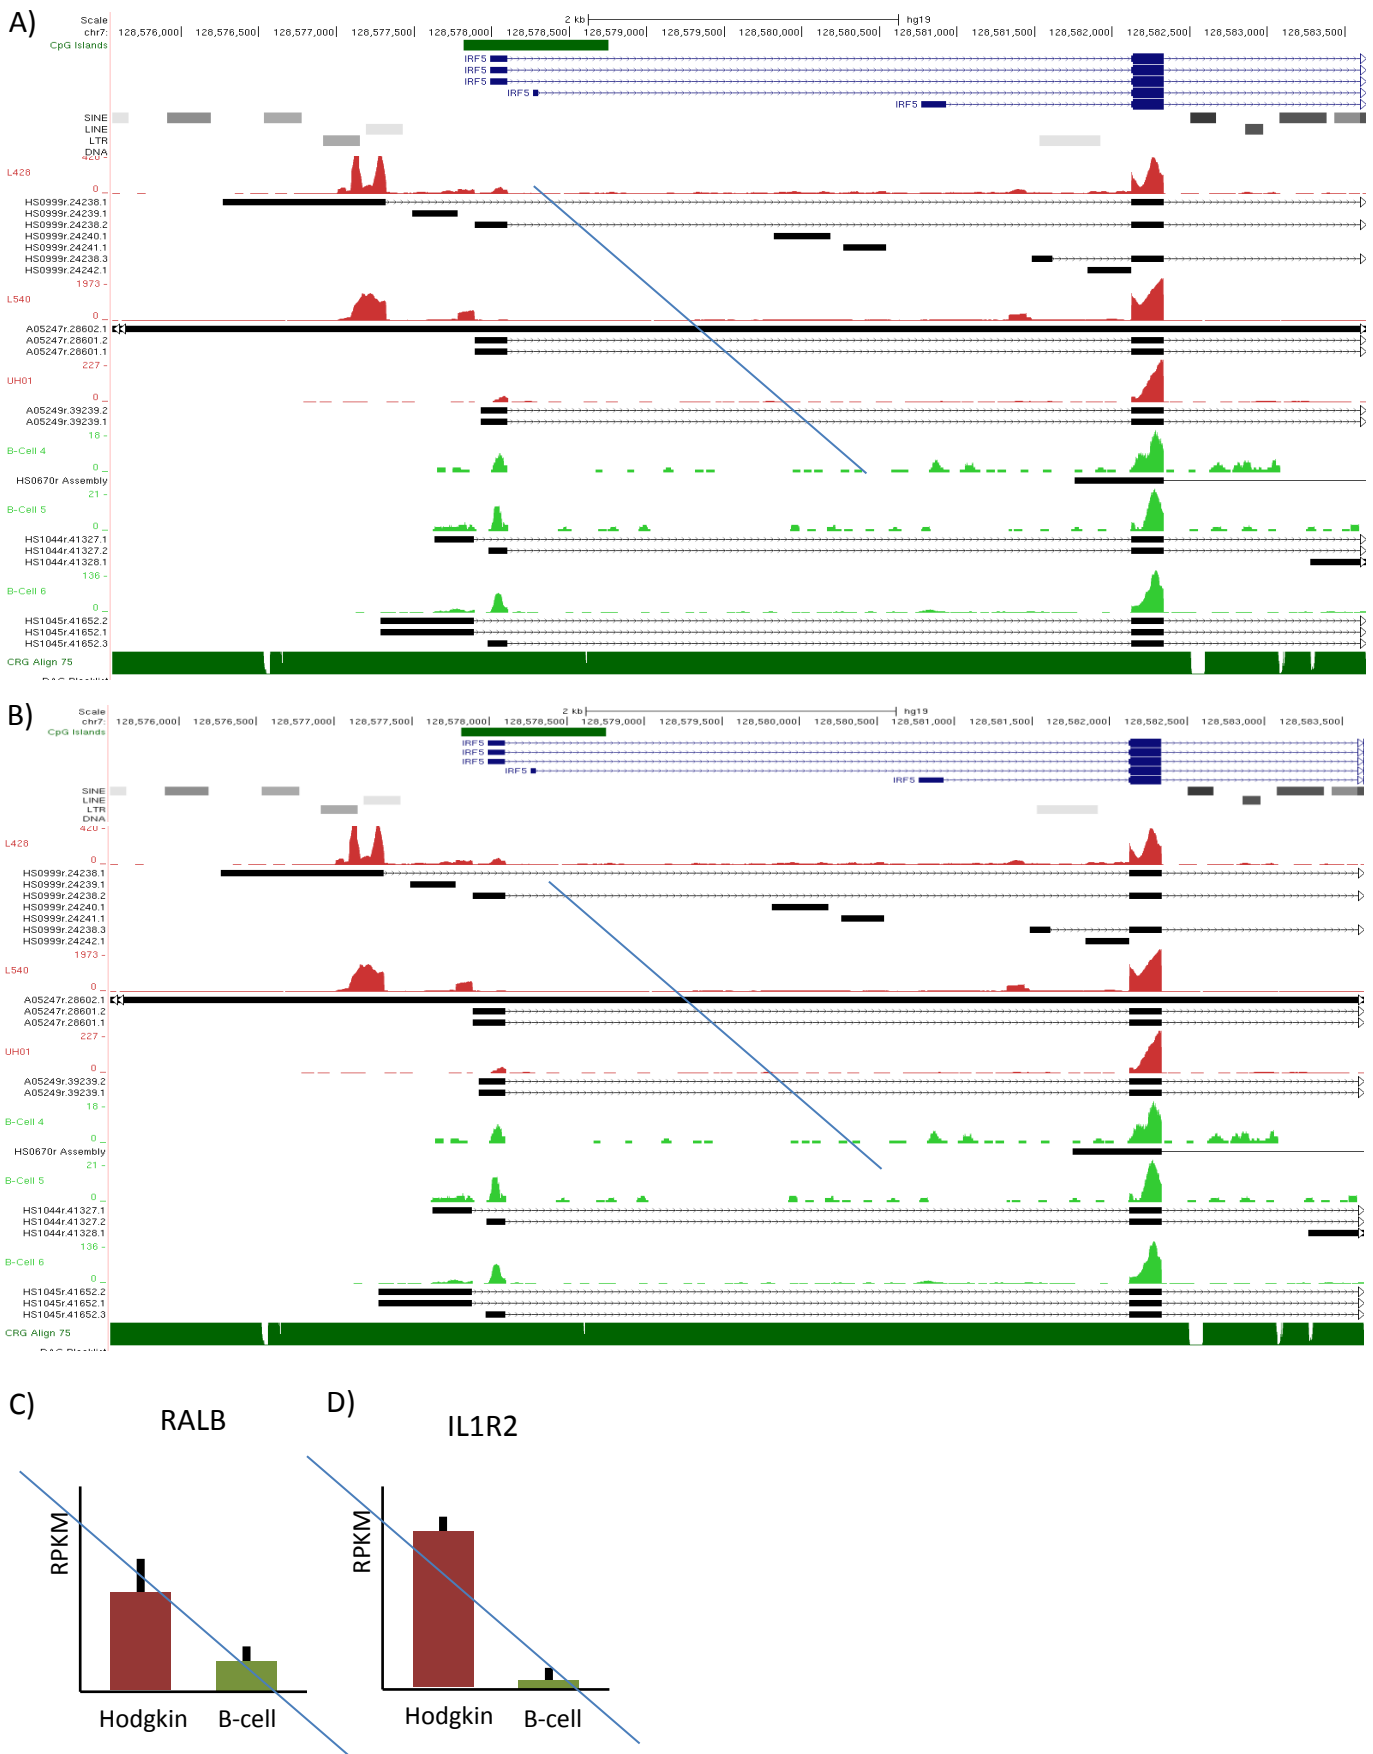 A)
Scale 2 kb hg19
chr7: 128,576,000 128,576,500 128,577,000 128,577,500 128,578,000 128,578,500 128,579,000 128,579,500 128,580,000 128,580,500 128,581,000 128,581,500 128,582,000 128,582,500 128,583,000 128,583,500
CpG Islands
IRF5
IRF5
IRF5
IRF5
IRF5
SINE
LINE
LTR
DNA
420
L428
0
HS0999r.24238.1
HS0999r.24239.1
HS0999r.24238.2
HS0999r.24240.1
HS0999r.24241.1
HS0999r.24238.3
HS0999r.24242.1
1973
L540
0
A05247r.28602.1
A05247r.28601.2
A05247r.28601.1
227
UH01
0
A05249r.39239.2
A05249r.39239.1
18
B-Cell 4
0
HS0670r Assembly
21
B-Cell 5
0
HS1044r.41327.1
HS1044r.41327.2
HS1044r.41328.1
136
B-Cell 6
0
HS1045r.41652.2
HS1045r.41652.1
HS1045r.41652.3
CRG Align 75
B)
Scale 2 kb hg19
chr7: 128,576,000 128,576,500 128,577,000 128,577,500 128,578,000 128,578,500 128,579,000 128,579,500 128,580,000 128,580,500 128,581,000 128,581,500 128,582,000 128,582,500 128,583,000 128,583,500
CpG Islands
IRF5
IRF5
IRF5
IRF5
IRF5
SINE
LINE
LTR
DNA
420
L428
0
HS0999r.24238.1
HS0999r.24239.1
HS0999r.24238.2
HS0999r.24240.1
HS0999r.24241.1
HS0999r.24238.3
HS0999r.24242.1
1973
L540
0
A05247r.28602.1
A05247r.28601.2
A05247r.28601.1
227
UH01
0
A05249r.39239.2
A05249r.39239.1
18
B-Cell 4
0
HS0670r Assembly
21
B-Cell 5
0
HS1044r.41327.1
HS1044r.41327.2
HS1044r.41328.1
136
B-Cell 6
0
HS1045r.41652.2
HS1045r.41652.1
HS1045r.41652.3
CRG Align 75
C)
RALB
RPKM
Hodgkin B-cell
D)
IL1R2
RPKM
Hodgkin B-cell